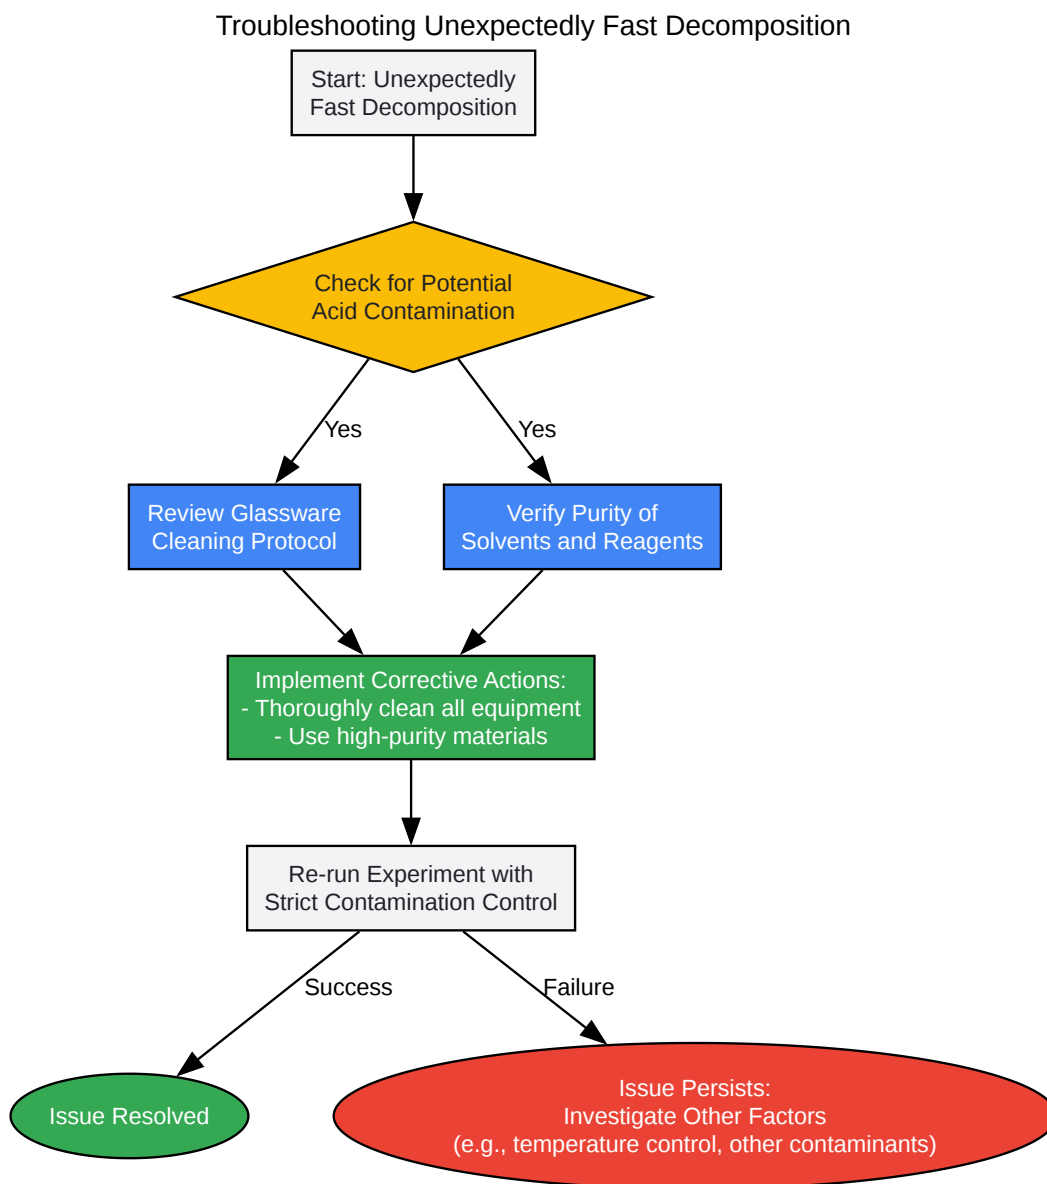 Troubleshooting Unexpectedly Fast Decomposition
Start: Unexpectedly
Fast Decomposition
Check for Potential
Acid Contamination
Yes
Yes
Review Glassware
Cleaning Protocol
Verify Purity of
Solvents and Reagents
Implement Corrective Actions:
- Thoroughly clean all equipment
- Use high-purity materials
Re-run Experiment with
Strict Contamination Control
Success
Failure
Issue Resolved
Issue Persists:
Investigate Other Factors
(e.g., temperature control, other contaminants)